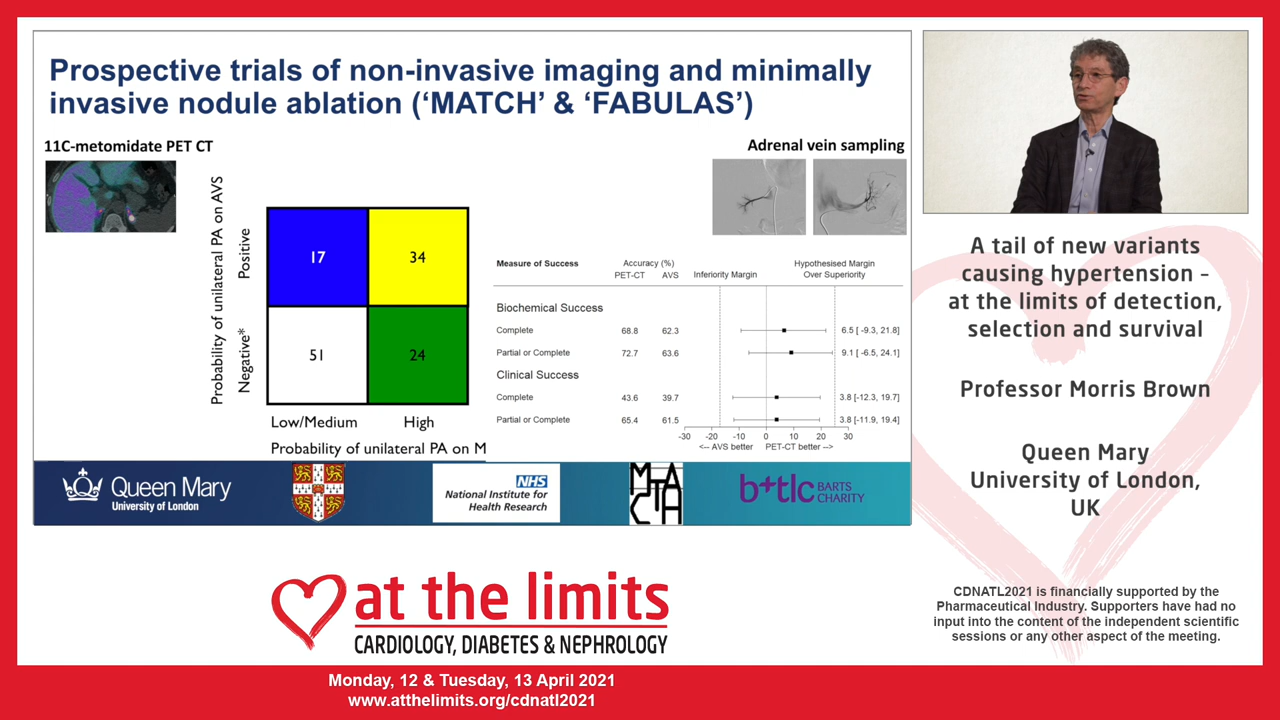 Prospective trials of non-invasive imaging and minimally
invasive nodule ablation (‘MATCH’ & ‘FABULAS’)
11C-metomidate PET CT
Adrenal vein sampling
Probability of unilateral PA on AVS
Positive
Negative*
17
34
51
24
Low/Medium
High
Probability of unilateral PA on M
Measure of Success
Accuracy (%)
PET-CT AVS
Inferiority Margin
Hypothesised Margin
Over Superiority
Biochemical Success
Complete 68.8 62.3 6.5 [ -9.3, 21.8]
Partial or Complete 72.7 63.6 9.1 [ -6.5, 24.1]
Clinical Success
Complete 43.6 39.7 3.8 [-12.3, 19.7]
Partial or Complete 65.4 61.5 3.8 [-11.9, 19.4]
-30 -20 -10 0 10 20 30
<-- AVS better PET-CT better -->
Queen Mary
University of London
NHS
National Institute for
Health Research
b+tlc BARTS
CHARITY
A tail of new variants
causing hypertension –
at the limits of detection,
selection and survival
Professor Morris Brown
Queen Mary
University of London,
UK
CDNATL2021 is financially supported by the
Pharmaceutical Industry. Supporters have had no
input into the content of the independent scientific
sessions or any other aspect of the meeting.
at the limits
CARDIOLOGY, DIABETES & NEPHROLOGY
Monday, 12 & Tuesday, 13 April 2021
www.atthelimits.org/cdnatl2021